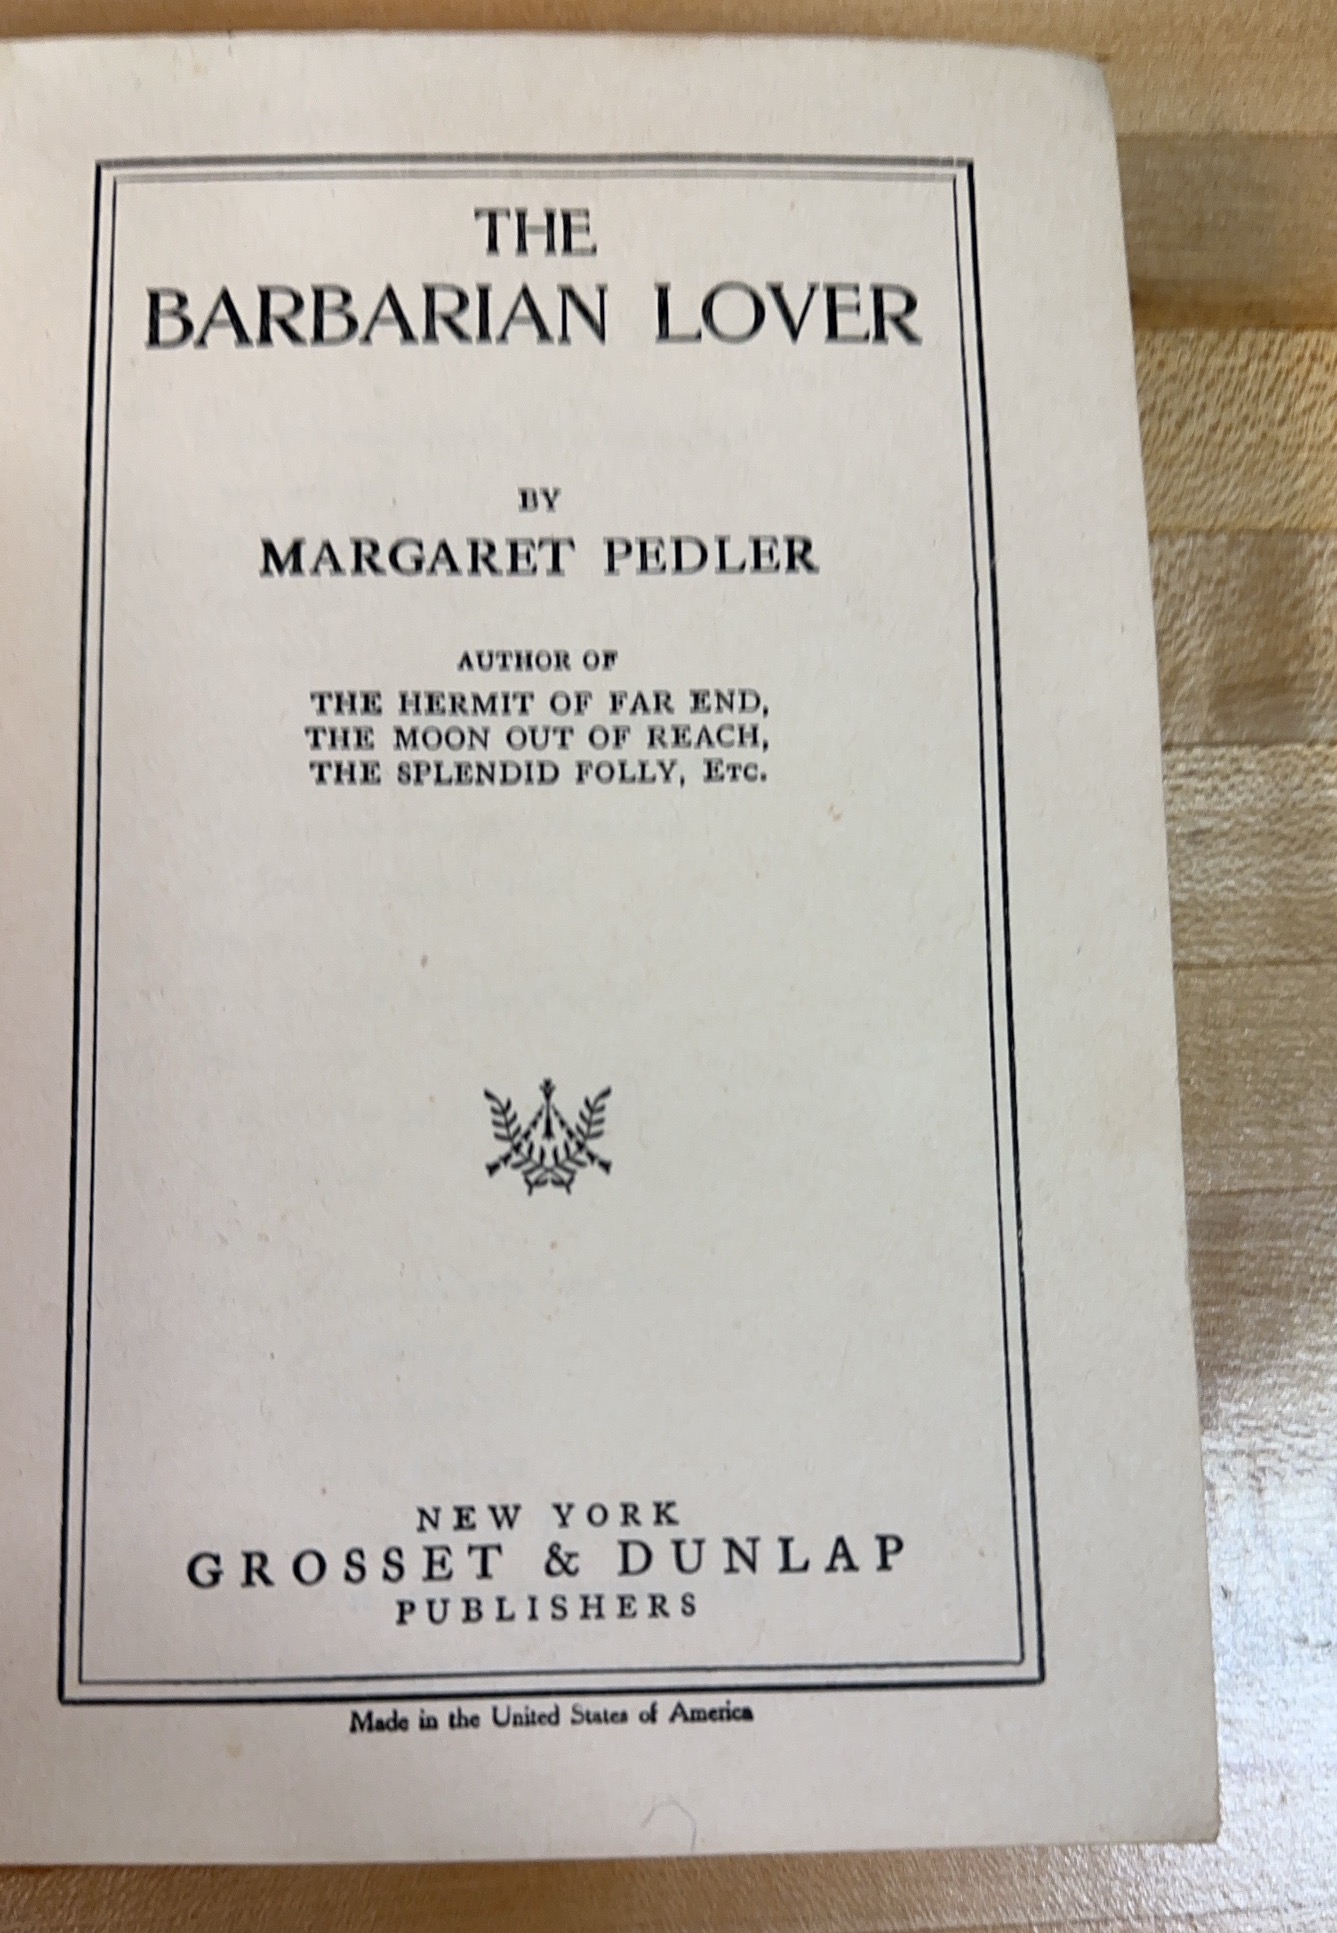 THE
BARBARIAN LOVER
BY
MARGARET PEDLER
AUTHOR OF
THE HERMIT OF FAR END,
THE MOON OUT OF REACH,
THE SPLENDID FOLLY, ETC.
NEW YORK
GROSSET & DUNLAP
PUBLISHERS
Made in the United States of America